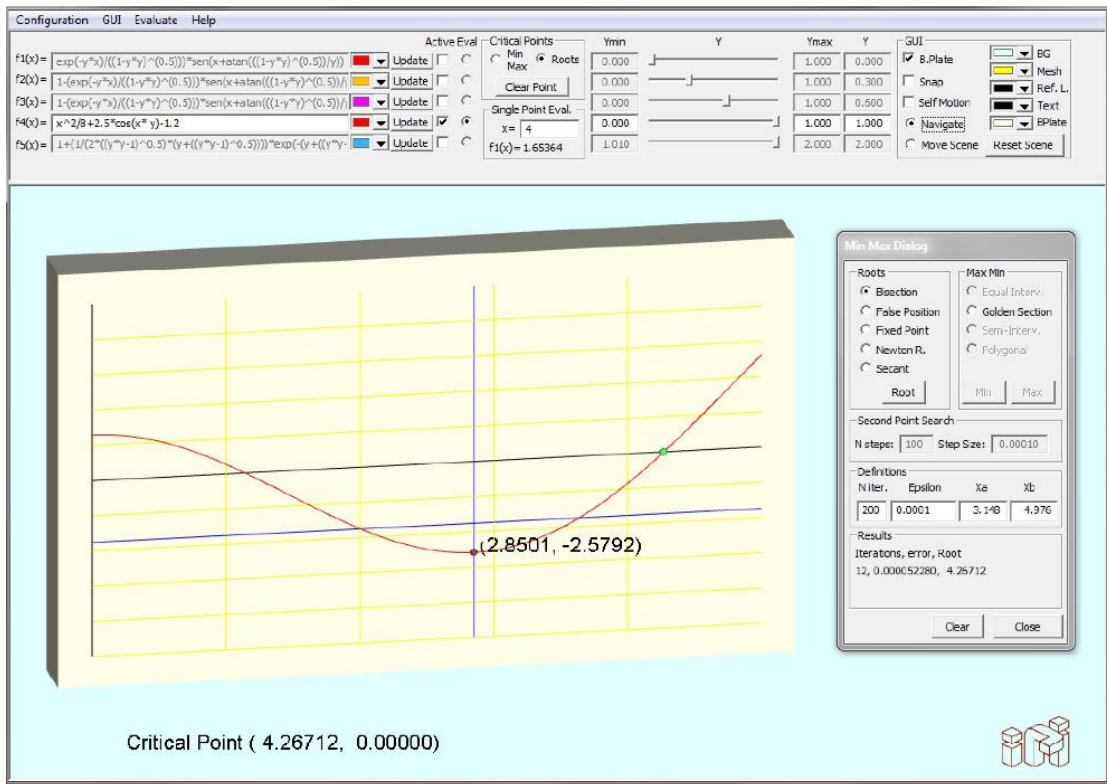 Configuration GUI Evaluate Help
Active Eval Critical Points Ymin Y Ymax Y GUI
f1(x)= exp(-y*x)/((1-y*y)^(0.5)))*sen(x+atan(((1-y*y)^(0.5))/y)) Update Min Max Roots 0.000 1.000 0.000 B.Plate BG
f2(x)= 1-(exp(-y*x)/((1-y*y)^(0.5)))*sen(x+atan(((1-y*y)^(0.5))/ Update Clear Point 0.000 1.000 0.300 Snap Mesh
f3(x)= 1-(exp(-y*x)/((1-y*y)^(0.5)))*sen(x+atan(((1-y*y)^(0.5))/ Update Single Point Eval. 0.000 1.000 0.600 Self Motion Ref. L.
f4(x)= x^2/8+2.5*cos(x* y)-1.2 Update x= 4 0.000 1.000 1.000 Navigate Text
f5(x)= 1+(1/(2*((y*y-1)^0.5)*(y+((y*y-1)^0.5))))*exp(-(y+((y*y- Update f1(x)= 1.65364 1.010 2.000 2.000 Move Scene BPlate
Reset Scene
Min Max Dialog
Roots Max Min
Bisection Equal Interv.
False Position Golden Section
Fixed Point Semi-Interv.
Newton R. Polygonal
Secant
Root Min Max
Second Point Search
N steps: 100 Step Size: 0.00010
Definitions
N iter. Epsilon Xa Xb
200 0.0001 3.148 4.976
Results
Iterations, error, Root
12, 0.000052280, 4.26712
Clear Close
(2.8501, -2.5792)
Critical Point ( 4.26712, 0.00000)